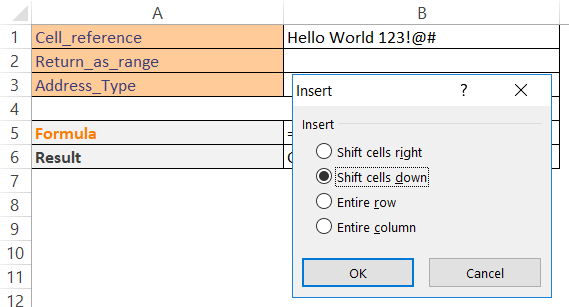 A B
1 Cell_reference Hello World 123!@#
2 Return_as_range
3 Address_Type
4
5 Formula =
6 Result
7
8
9
10
11
12
Insert ?
Insert
Shift cells right
Shift cells down
Entire row
Entire column
OK Cancel